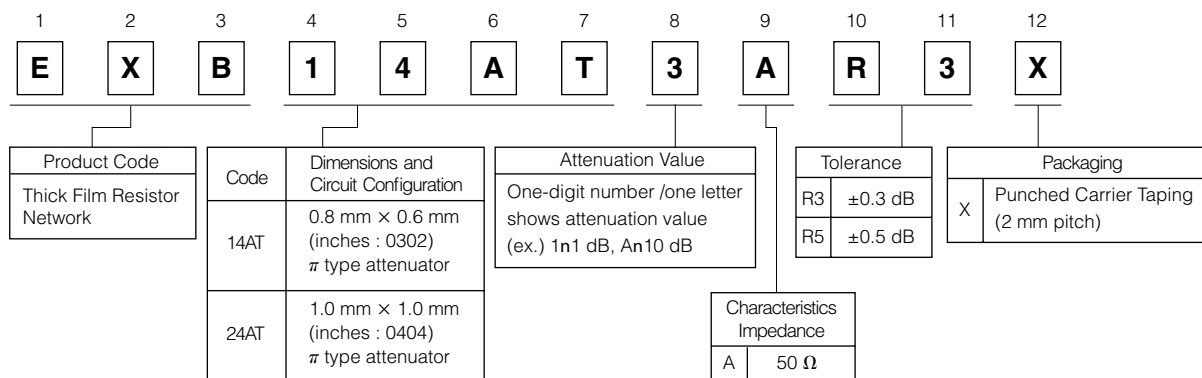 1 2 3 4 5 6 7 8 9 10 11 12
E X B 1 4 A T 3 A R 3 X
Product Code
Thick Film Resistor
Network
Code
Dimensions and
Circuit Configuration
14AT
0.8 mm × 0.6 mm
(inches : 0302)
π type attenuator
24AT
1.0 mm × 1.0 mm
(inches : 0404)
π type attenuator
Attenuation Value
One-digit number /one letter
shows attenuation value
(ex.) 1n1 dB, An10 dB
Characteristics
Impedance
A 50 Ω
Tolerance
R3 ±0.3 dB
R5 ±0.5 dB
Packaging
X
Punched Carrier Taping
(2 mm pitch)